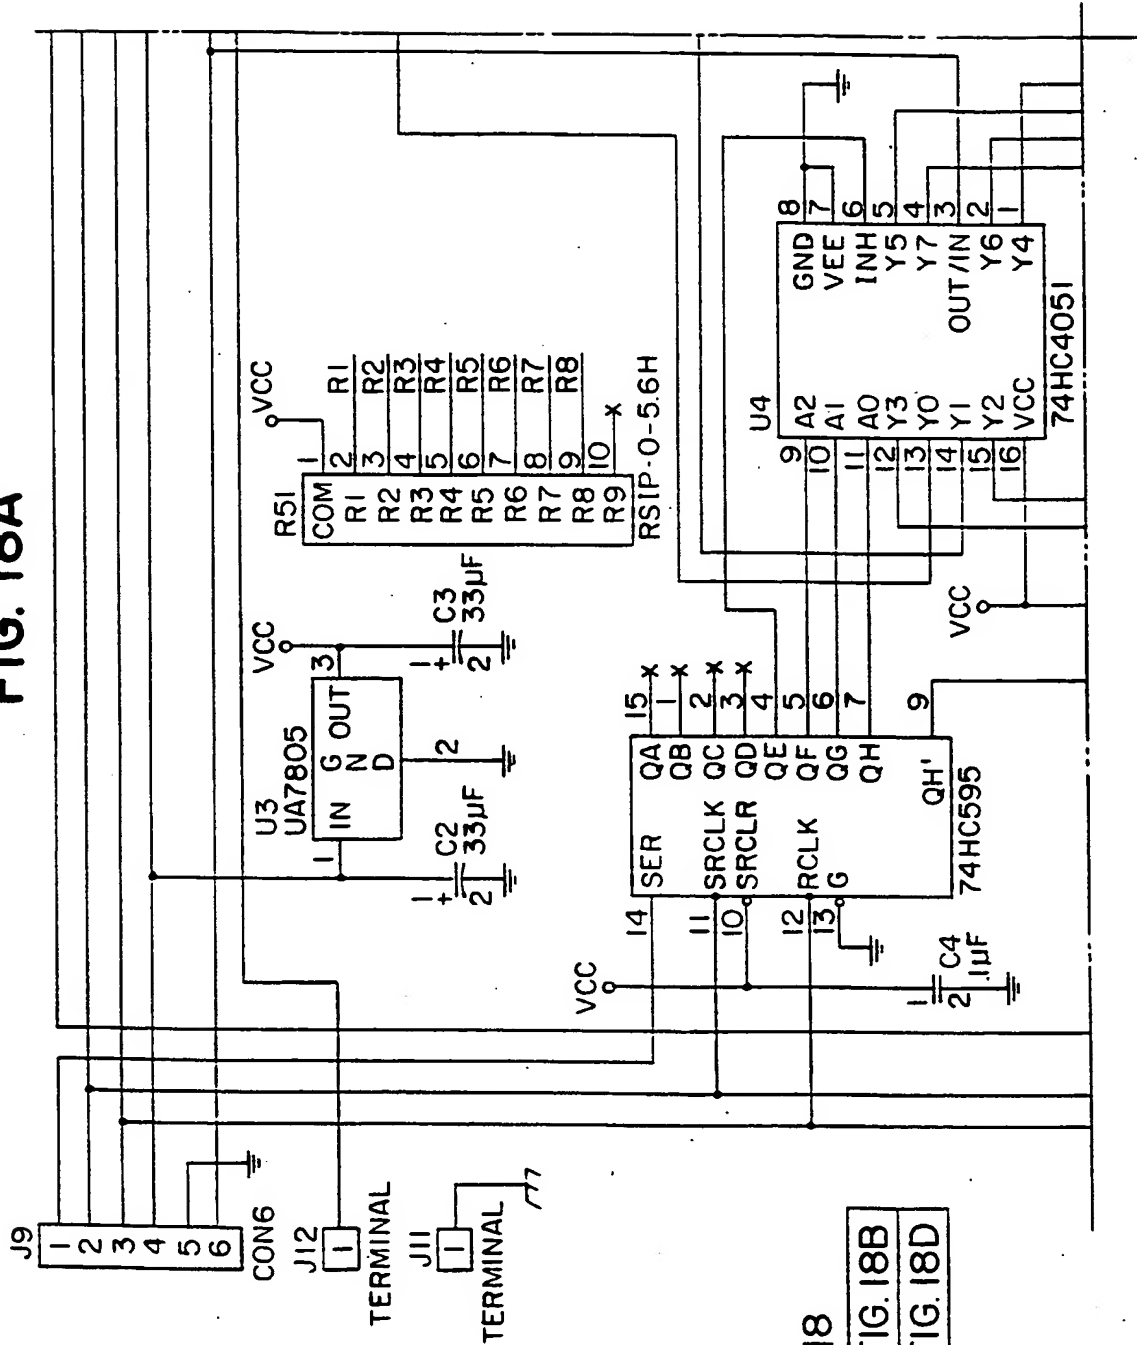 FIG. 18A
J9
1
2
3
4
5
6
CON6
J12
1
TERMINAL
J11
1
TERMINAL
U3
UA7805
IN
G
N
D
OUT
1
2
3
VCC
C2
33µF
1
+
2
C3
33µF
1
+
2
VCC
R51
COM
R1
R2
R3
R4
R5
R6
R7
R8
R9
1
2
3
4
5
6
7
8
9
10
R1
R2
R3
R4
R5
R6
R7
R8
x
RSIP-0-5.6H
VCC
C4
.1µF
1
2
14
11
10
12
13
SER
SRCLK
SRCLR
RCLK
G
QA
QB
QC
QD
QE
QF
QG
QH
QH'
15
1
2
3
4
5
6
7
9
x
x
x
x
74HC595
VCC
U4
9
10
11
12
13
14
15
16
A2
A1
A0
Y3
Y0
Y1
Y2
VCC
GND
VEE
INH
Y5
Y7
OUT/IN
Y6
Y4
8
7
6
5
4
3
2
1
74HC4051
18
FIG. 18B
FIG. 18D